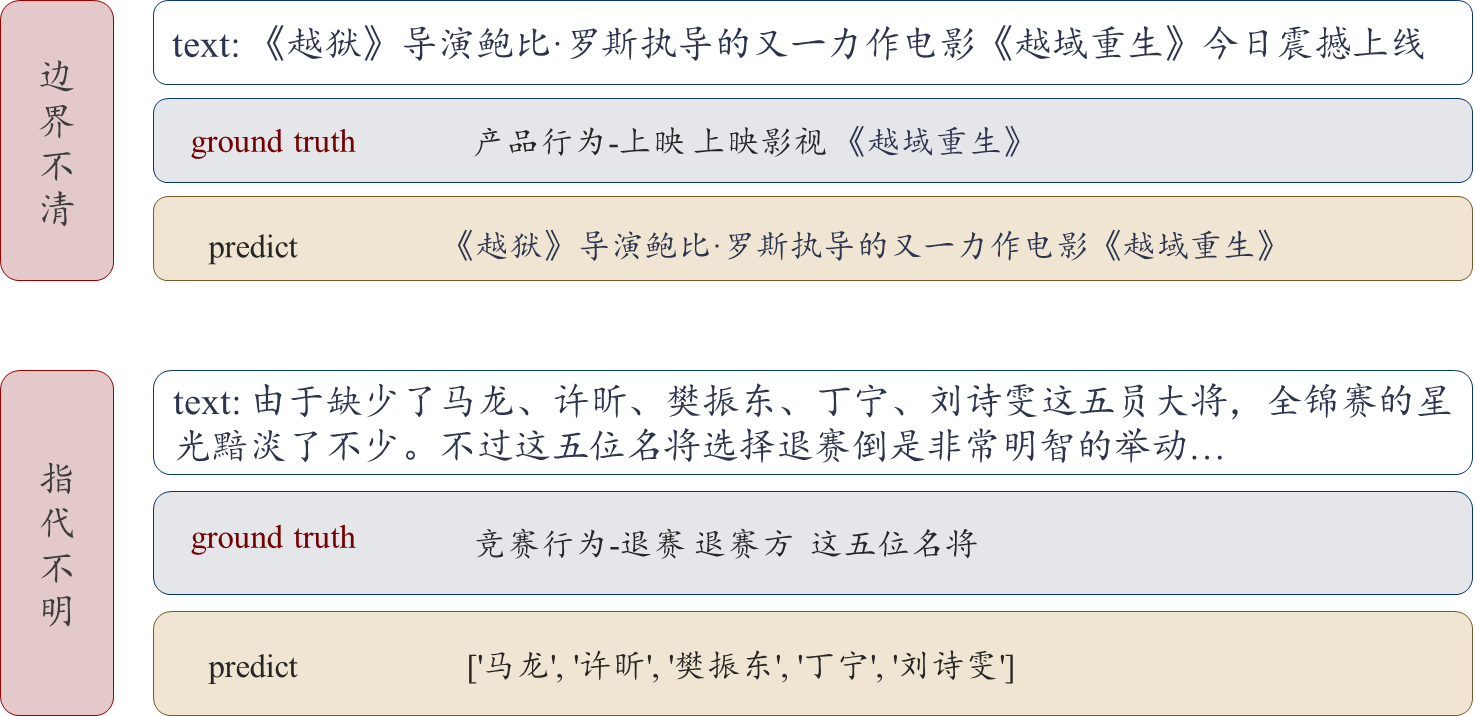 边界不清
text: 《越狱》导演鲍比·罗斯执导的又一力作电影《越域重生》今日震撼上线
ground truth 产品行为-上映 上映影视 《越域重生》
predict 《越狱》导演鲍比·罗斯执导的又一力作电影《越域重生》
指代不明
text: 由于缺少了马龙、许昕、樊振东、丁宁、刘诗雯这五员大将，全锦赛的星
光黯淡了不少。不过这五位名将选择退赛倒是非常明智的举动...
ground truth 竞赛行为-退赛 退赛方 这五位名将
predict ['马龙', '许昕', '樊振东', '丁宁', '刘诗雯']